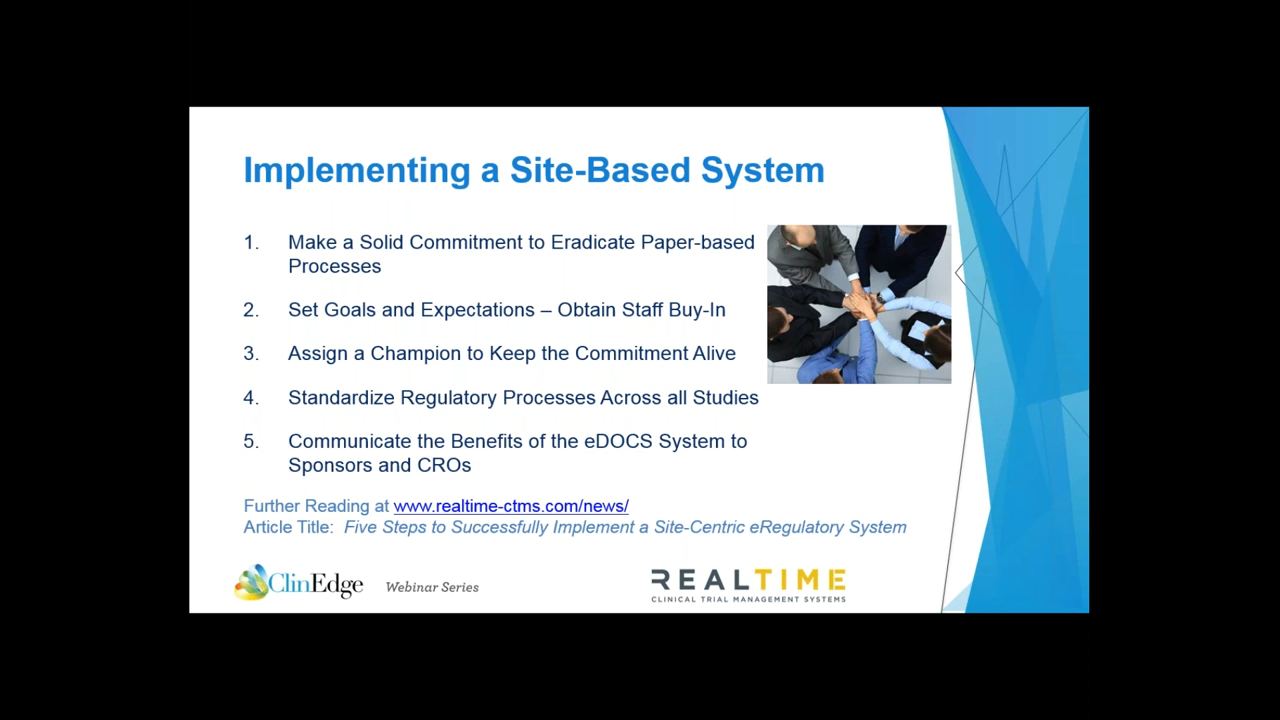 Implementing a Site-Based System
1. Make a Solid Commitment to Eradicate Paper-based
Processes
2. Set Goals and Expectations – Obtain Staff Buy-In
3. Assign a Champion to Keep the Commitment Alive
4. Standardize Regulatory Processes Across all Studies
5. Communicate the Benefits of the eDOCS System to
Sponsors and CROs
Further Reading at www.realtime-ctms.com/news/
Article Title: Five Steps to Successfully Implement a Site-Centric eRegulatory System
ClinEdge Webinar Series
REALTIME
CLINICAL TRIAL MANAGEMENT SYSTEMS